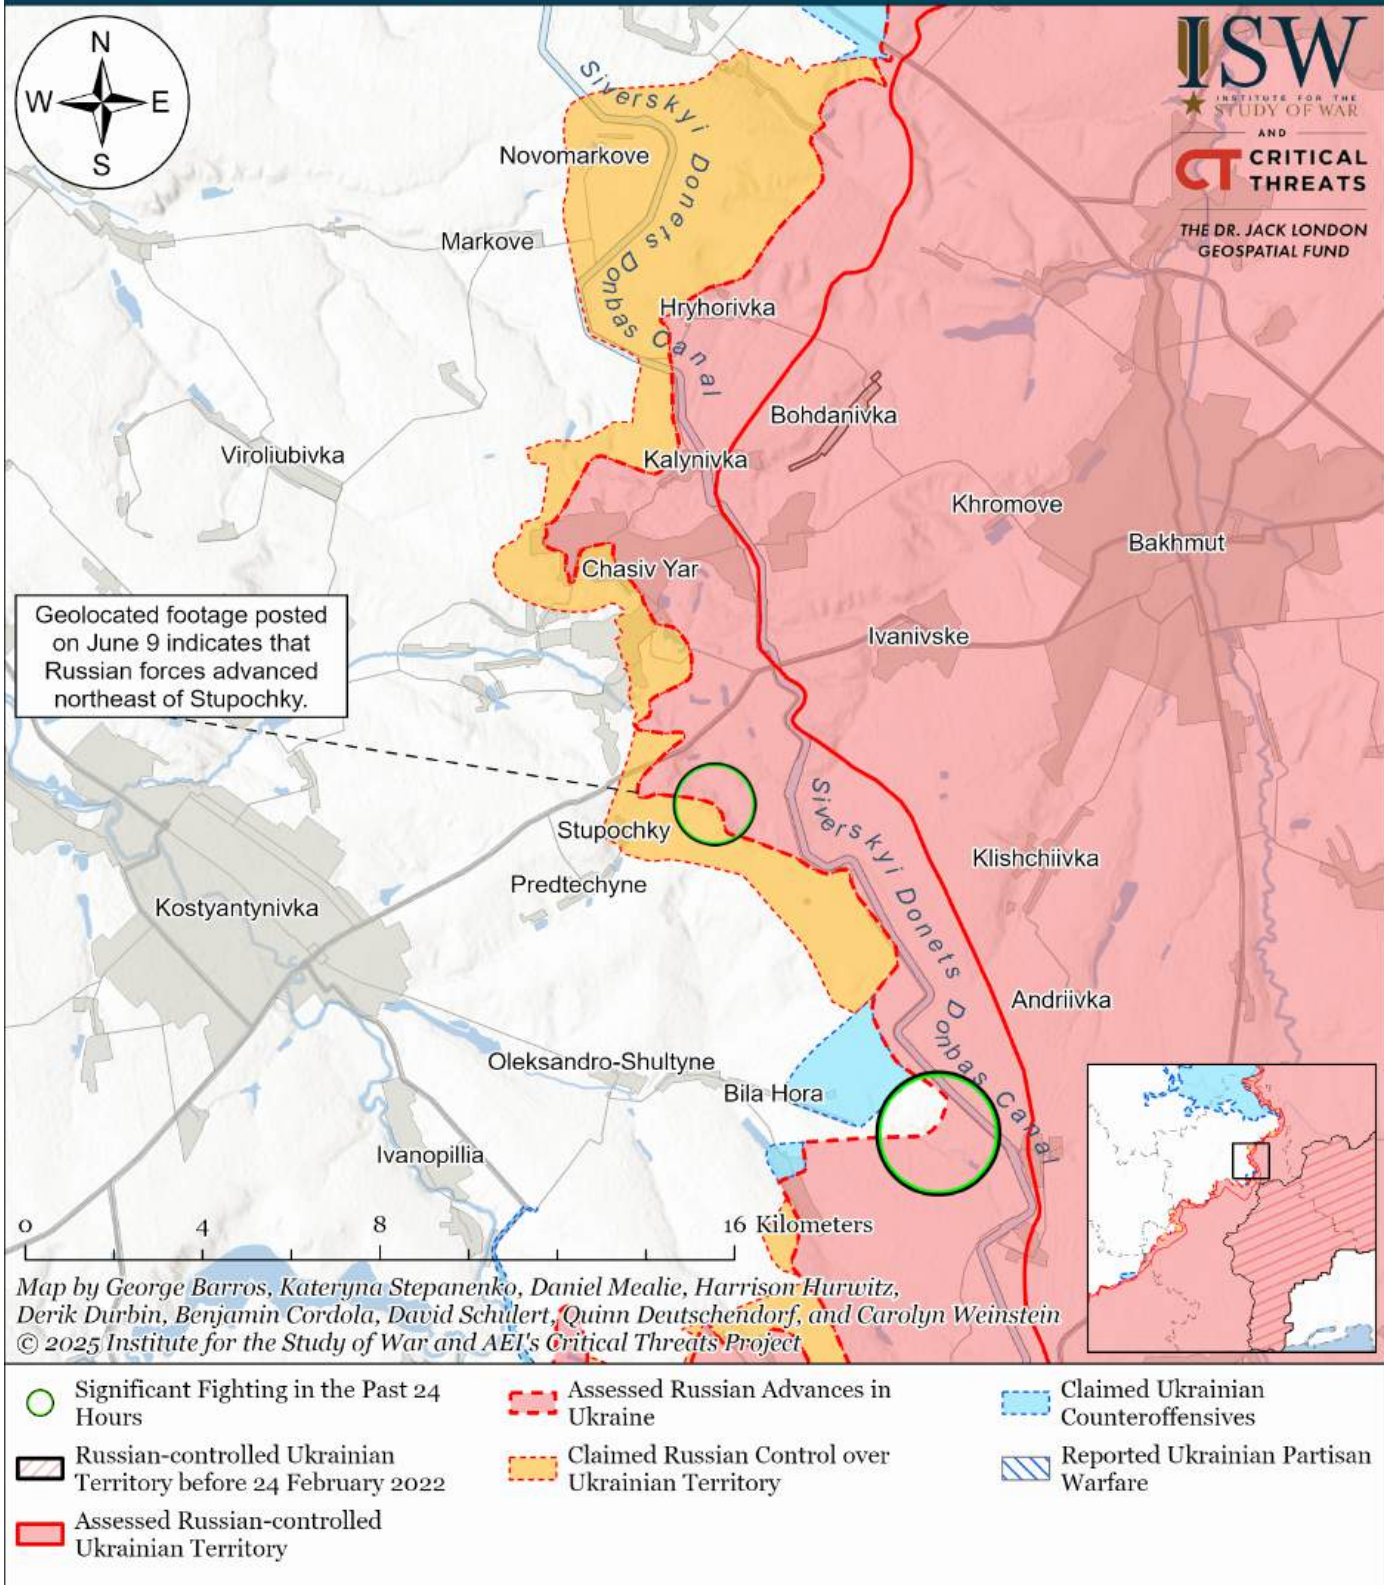 N
W
E
S
ISW
INSTITUTE FOR THE
STUDY OF WAR
AND
CT CRITICAL
THREATS
THE DR. JACK LONDON
GEOSPATIAL FUND
Siverskyi Donets Donbas Canal
Novomarkove
Markove
Hryhorivka
Bohdanivka
Viroliubivka
Kalynivka
Khromove
Bakhmut
Chasiv Yar
Geolocated footage posted
on June 9 indicates that
Russian forces advanced
northeast of Stupochky.
Ivanivske
Siverskyi Donets Donbas Canal
Stupochky
Klishchiivka
Predtechyne
Kostyantynivka
Andriivka
Oleksandro-Shultyne
Bila Hora
Ivanopillia
0 4 8 16 Kilometers
Map by George Barros, Kateryna Stepanenko, Daniel Mealie, Harrison Hurwitz,
Derik Durbin, Benjamin Cordola, David Schulert, Quinn Deutschendorf, and Carolyn Weinstein
© 2025 Institute for the Study of War and AEI's Critical Threats Project
Significant Fighting in the Past 24
Hours
Russian-controlled Ukrainian
Territory before 24 February 2022
Assessed Russian-controlled
Ukrainian Territory
Assessed Russian Advances in
Ukraine
Claimed Russian Control over
Ukrainian Territory
Claimed Ukrainian
Counteroffensives
Reported Ukrainian Partisan
Warfare